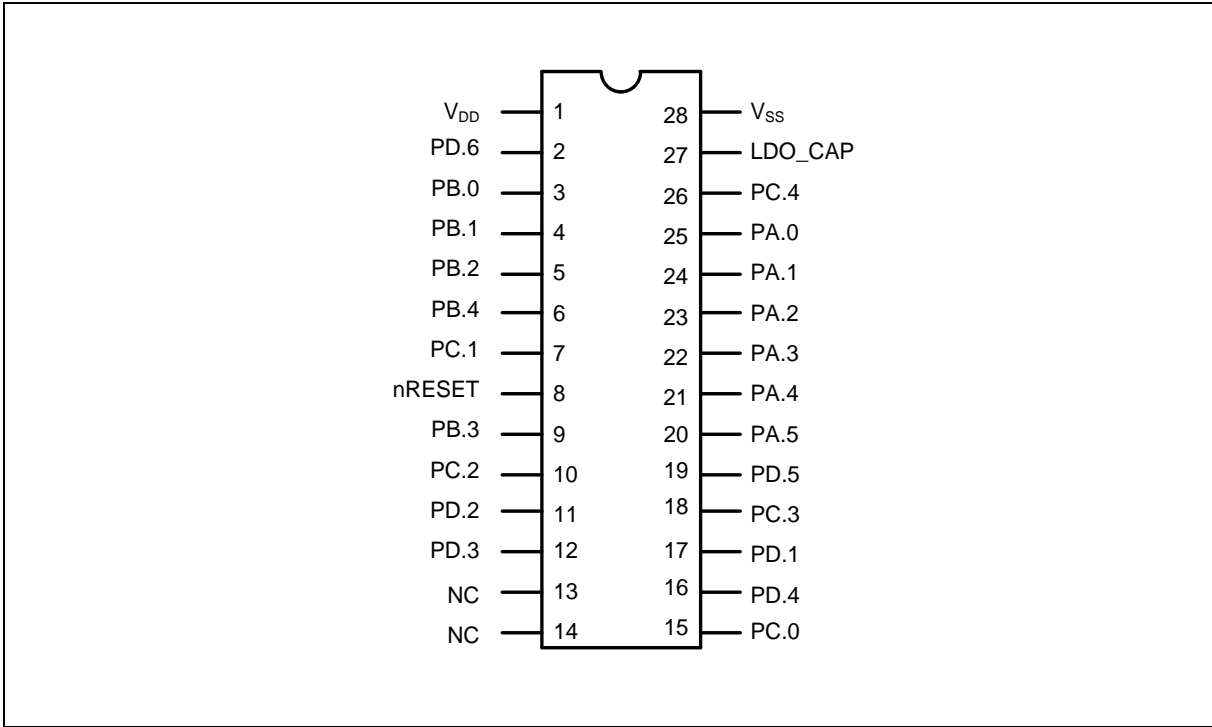 VDD 1 28 VSS
PD.6 2 27 LDO_CAP
PB.0 3 26 PC.4
PB.1 4 25 PA.0
PB.2 5 24 PA.1
PB.4 6 23 PA.2
PC.1 7 22 PA.3
nRESET 8 21 PA.4
PB.3 9 20 PA.5
PC.2 10 19 PD.5
PD.2 11 18 PC.3
PD.3 12 17 PD.1
NC 13 16 PD.4
NC 14 15 PC.0